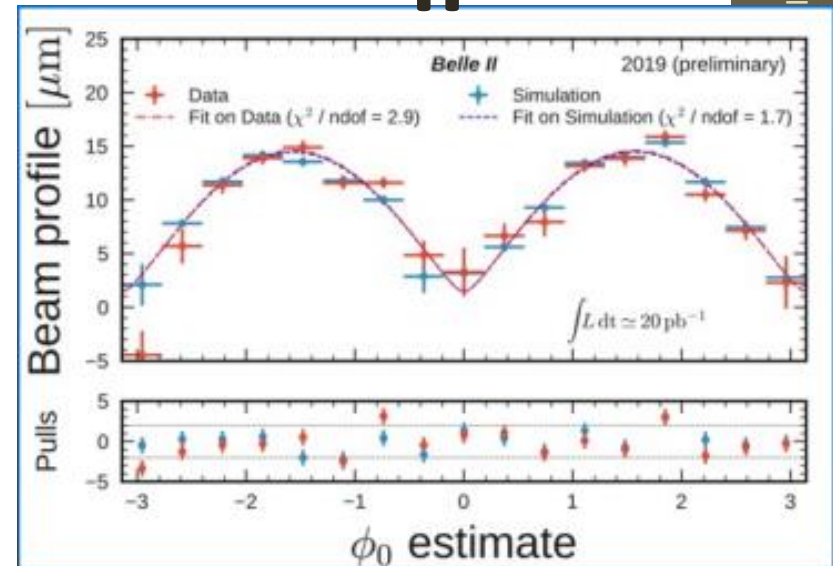 Belle II 2019 (preliminary)
Data
Simulation
Fit on Data (χ² / ndof = 2.9)
Fit on Simulation (χ² / ndof = 1.7)
Beam profile [μm]
25
20
15
10
5
0
−5
∫L dt ≃ 20 pb⁻¹
Pulls
5
0
−5
−3 −2 −1 0 1 2 3
ϕ₀ estimate